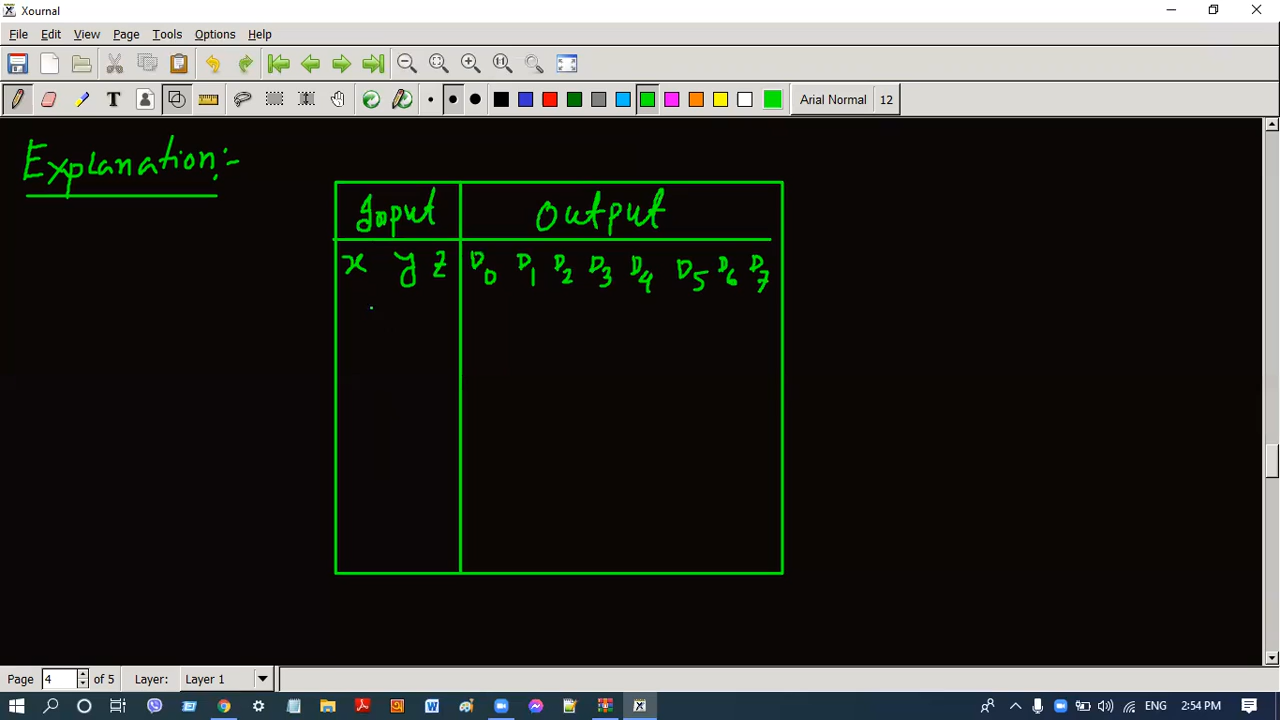 Xournal
File Edit View Page Tools Options Help
Arial Normal 12
Explanation:-
Input Output
x y z D0 D1 D2 D3 D4 D5 D6 D7
Page 4 of 5 Layer: Layer 1
ENG 2:54 PM